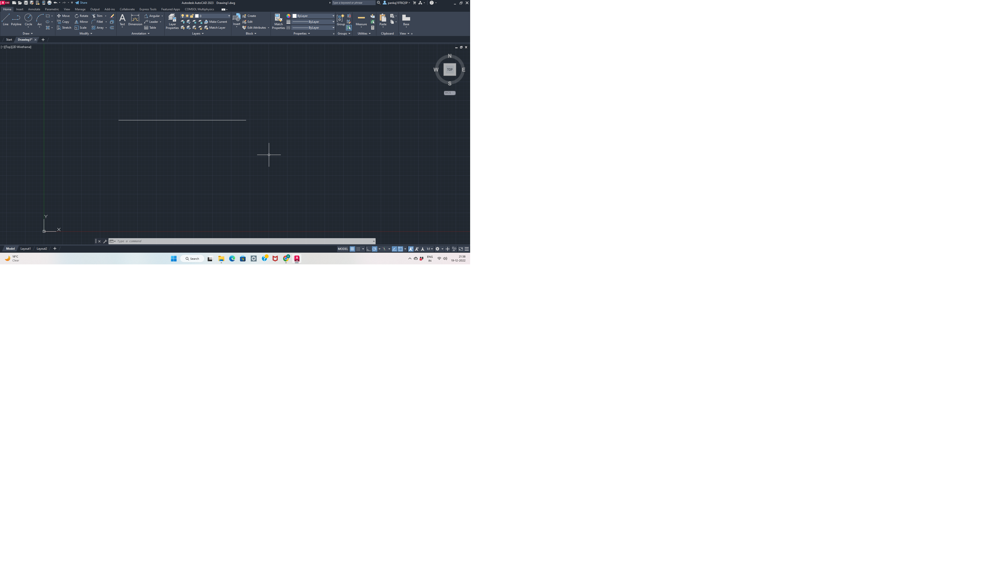 A CAD Share Autodesk AutoCAD 2023 Drawing1.dwg Type a keyword or phrase pankaj19T6Q5P
Home Insert Annotate Parametric View Manage Output Add-ins Collaborate Express Tools Featured Apps COMSOL Multiphysics
Line Polyline Circle Arc
Draw
Move Rotate Trim
Copy Mirror Fillet
Stretch Scale Array
Modify
Text Dimension
Angular
Leader
Table
Annotation
Layer
Properties
0
Make Current
Match Layer
Layers
Insert
Create
Edit
Edit Attributes
Block
Match
Properties
ByLayer
ByLayer
ByLayer
Properties
Group
Groups
Measure
Utilities
Paste
Clipboard
Base
View
Start Drawing1*
[−][Top][2D Wireframe]
N
W TOP E
S
WCS
Y
X
Type a command
Model Layout1 Layout2 MODEL 1:1
18°C
Clear
Search
ENG
IN
21:38
19-12-2022